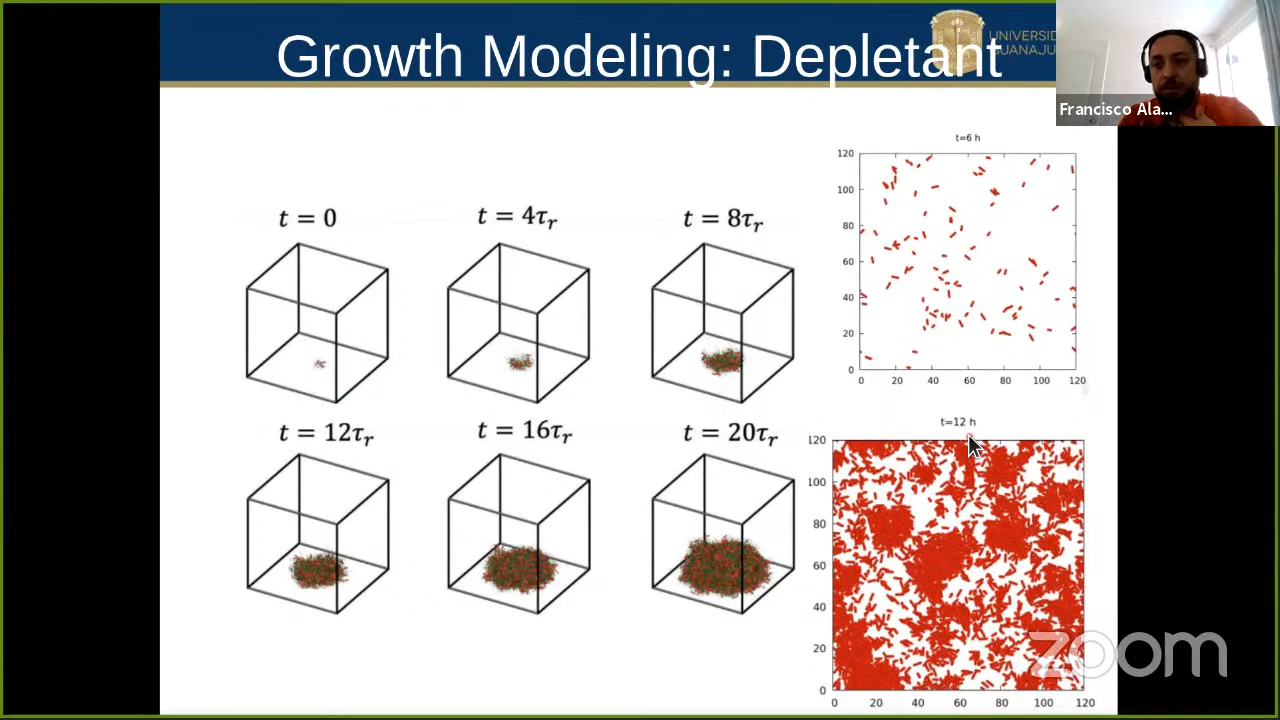 Growth Modeling: Depletant
UNIVERSID
GUANAJU
Francisco Ala...
t = 0
t = 4τr
t = 8τr
t = 12τr
t = 16τr
t = 20τr
t=6 h
120
100
80
60
40
20
0
0 20 40 60 80 100 120
t=12 h
120
100
80
60
40
20
0
0 20 40 60 80 100 120
zoom